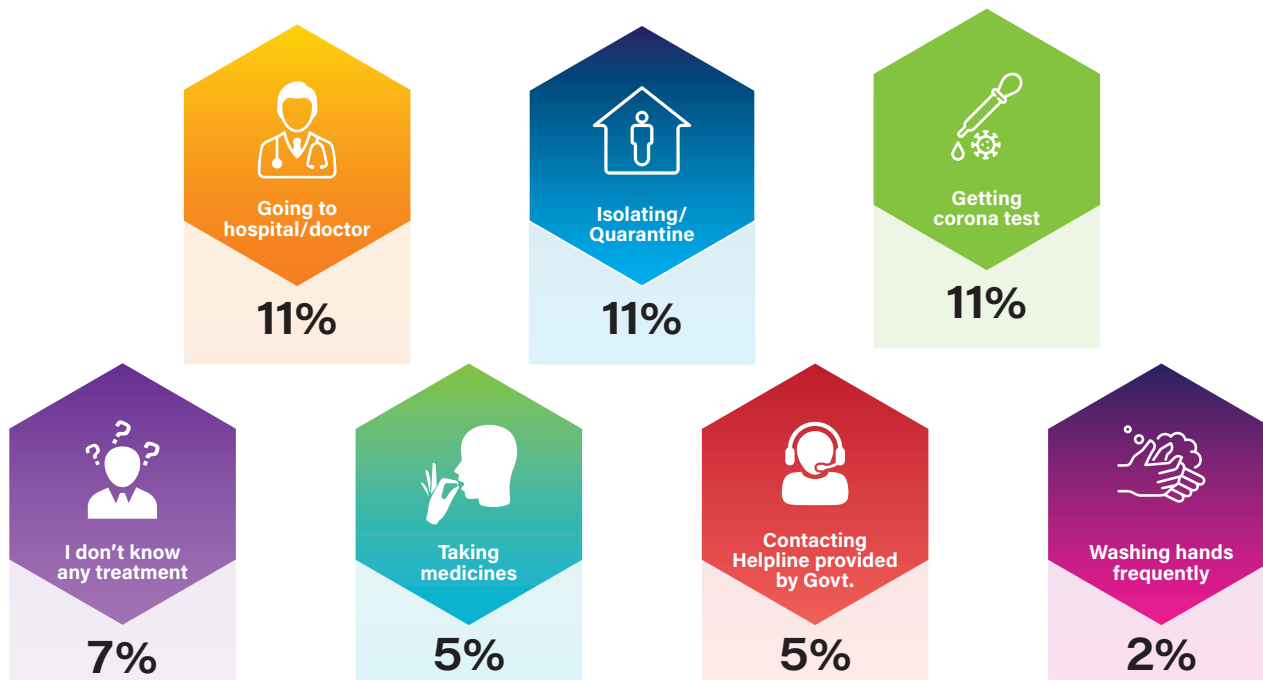 Going to
hospital/doctor
11%
Isolating/
Quarantine
11%
Getting
corona test
11%
I don't know
any treatment
7%
Taking
medicines
5%
Contacting
Helpline provided
by Govt.
5%
Washing hands
frequently
2%